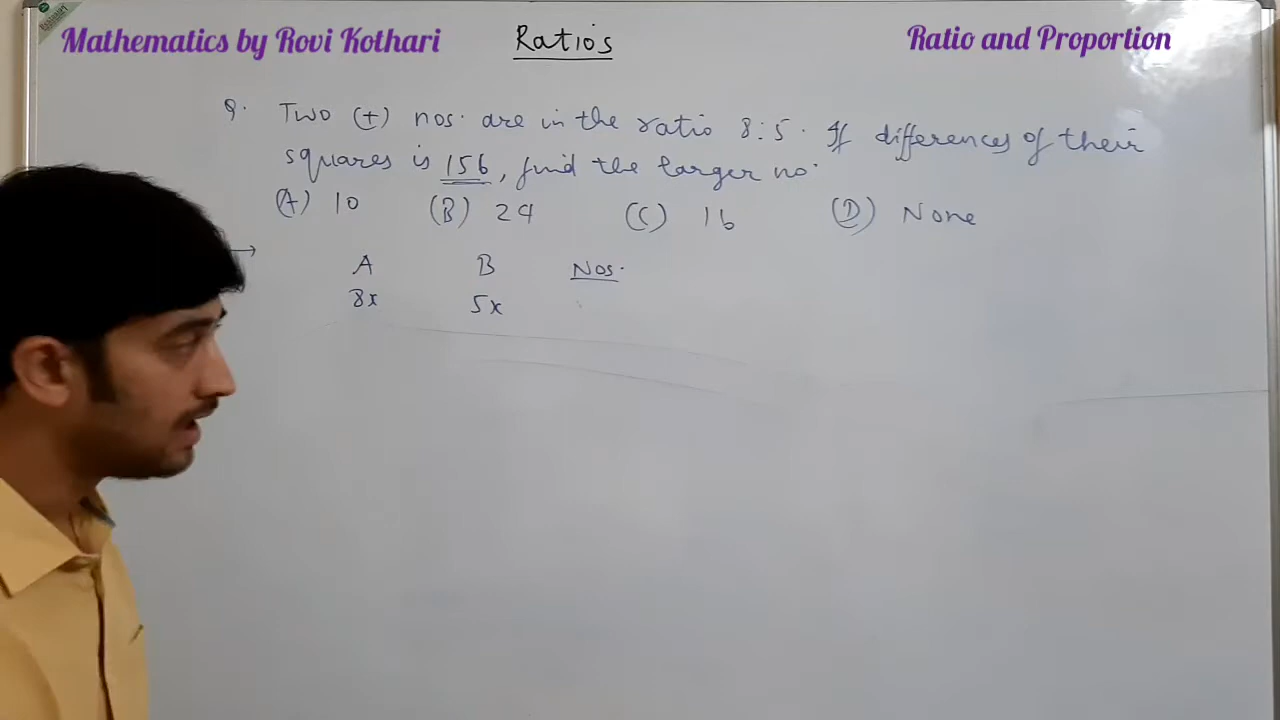 Mathematics by Rovi Kothari
Ratios
Ratio and Proportion
Q. Two (+) nos. are in the ratio 8:5. If differences of their
squares is 156, find the larger no.
(A) 10 (B) 24 (C) 16 (D) None
→ A B Nos.
8x 5x